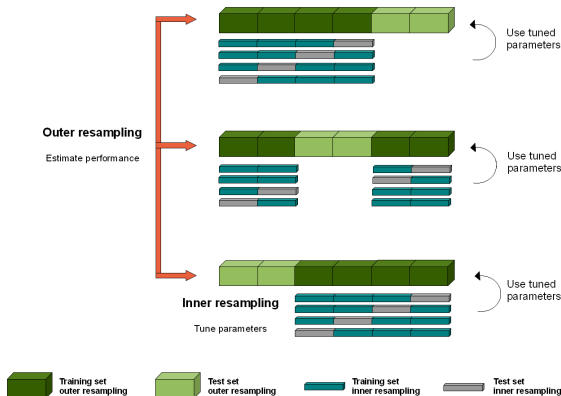 Use tuned
parameters
Outer resampling
Estimate performance
Use tuned
parameters
Use tuned
parameters
Inner resampling
Tune parameters
Training set
outer resampling
Test set
outer resampling
Training set
inner resampling
Test set
inner resampling